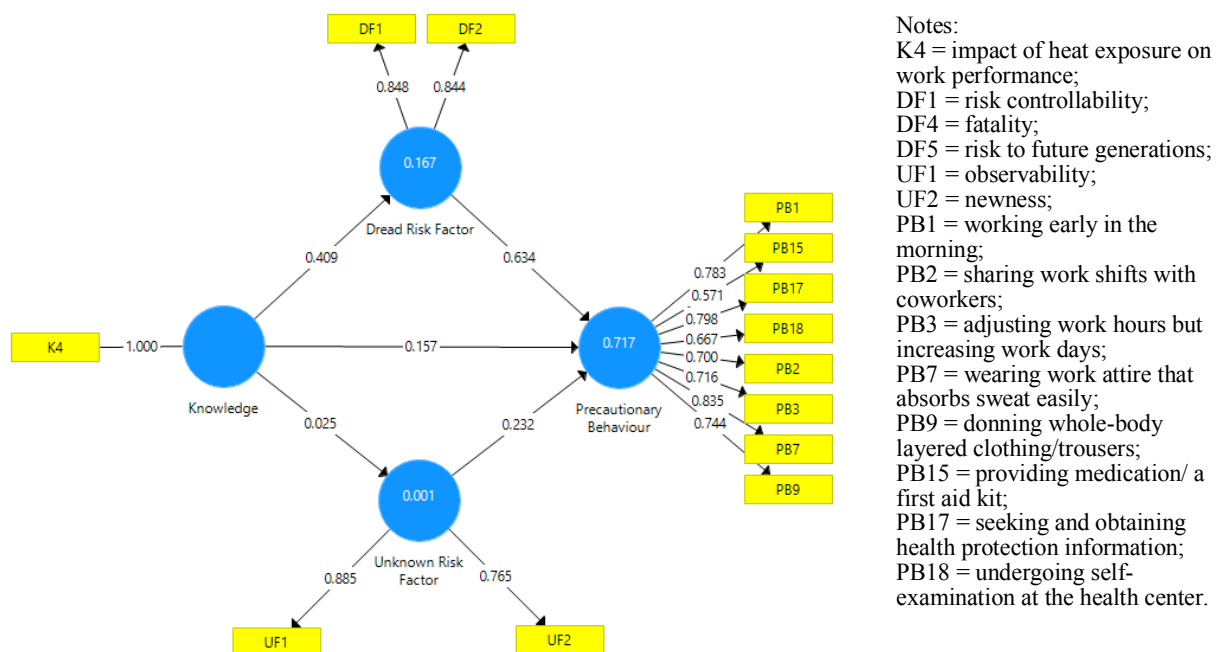 DF1 DF2
0.848 0.844
0.167
Dread Risk Factor
0.409 0.634
K4 1.000
Knowledge
0.157
0.717
Precautionary
Behaviour
0.025 0.232
0.001
Unknown Risk
Factor
0.885 0.765
UF1 UF2
0.783
0.571
0.798
0.667
0.700
0.716
0.835
0.744
PB1
PB15
PB17
PB18
PB2
PB3
PB7
PB9
Notes:
K4 = impact of heat exposure on
work performance;
DF1 = risk controllability;
DF4 = fatality;
DF5 = risk to future generations;
UF1 = observability;
UF2 = newness;
PB1 = working early in the
morning;
PB2 = sharing work shifts with
coworkers;
PB3 = adjusting work hours but
increasing work days;
PB7 = wearing work attire that
absorbs sweat easily;
PB9 = donning whole-body
layered clothing/trousers;
PB15 = providing medication/ a
first aid kit;
PB17 = seeking and obtaining
health protection information;
PB18 = undergoing self-
examination at the health center.